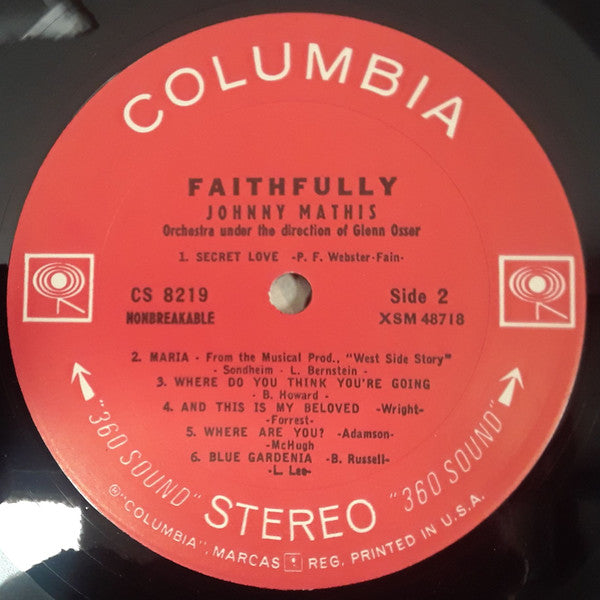 COLUMBIA
FAITHFULLY
JOHNNY MATHIS
Orchestra under the direction of Glenn Osser
1. SECRET LOVE -P. F. Webster-Fain-
CS 8219
NONBREAKABLE
Side 2
XSM 48718
2. MARIA - From the Musical Prod., "West Side Story"
- Sondheim - L. Bernstein -
3. WHERE DO YOU THINK YOU'RE GOING
- B. Howard -
4. AND THIS IS MY BELOVED -Wright-
-Forrest-
5. WHERE ARE YOU? -Adamson-
-McHugh
6. BLUE GARDENIA -B. Russell-
-L. Lee-
"360 SOUND" STEREO "360 SOUND"
®"COLUMBIA", MARCAS REG. PRINTED IN U.S.A.